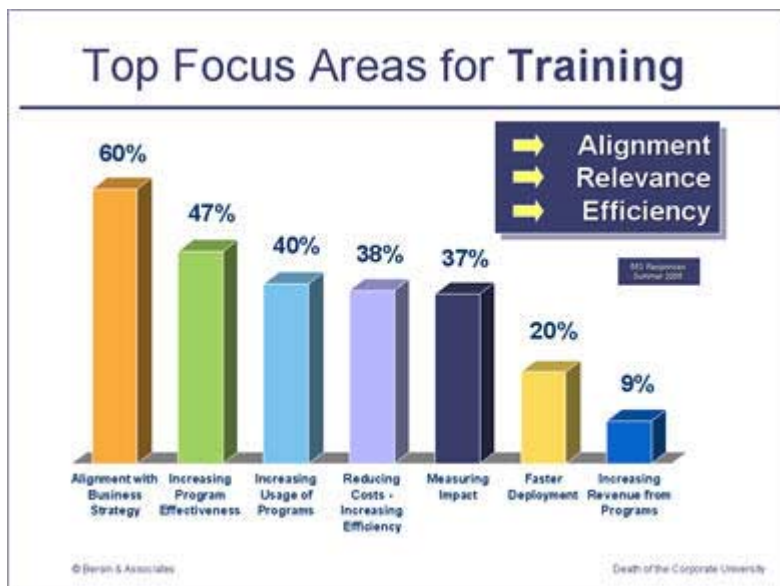 Top Focus Areas for Training
Alignment
Relevance
Efficiency
60%
47%
40%
38%
37%
20%
9%
Alignment with
Business
Strategy
Increasing
Program
Effectiveness
Increasing
Usage of
Programs
Reducing
Costs -
Increasing
Efficiency
Measuring
Impact
Faster
Deployment
Increasing
Revenue from
Programs
Responses
Summer
© Bersin & Associates
Death of the Corporate University